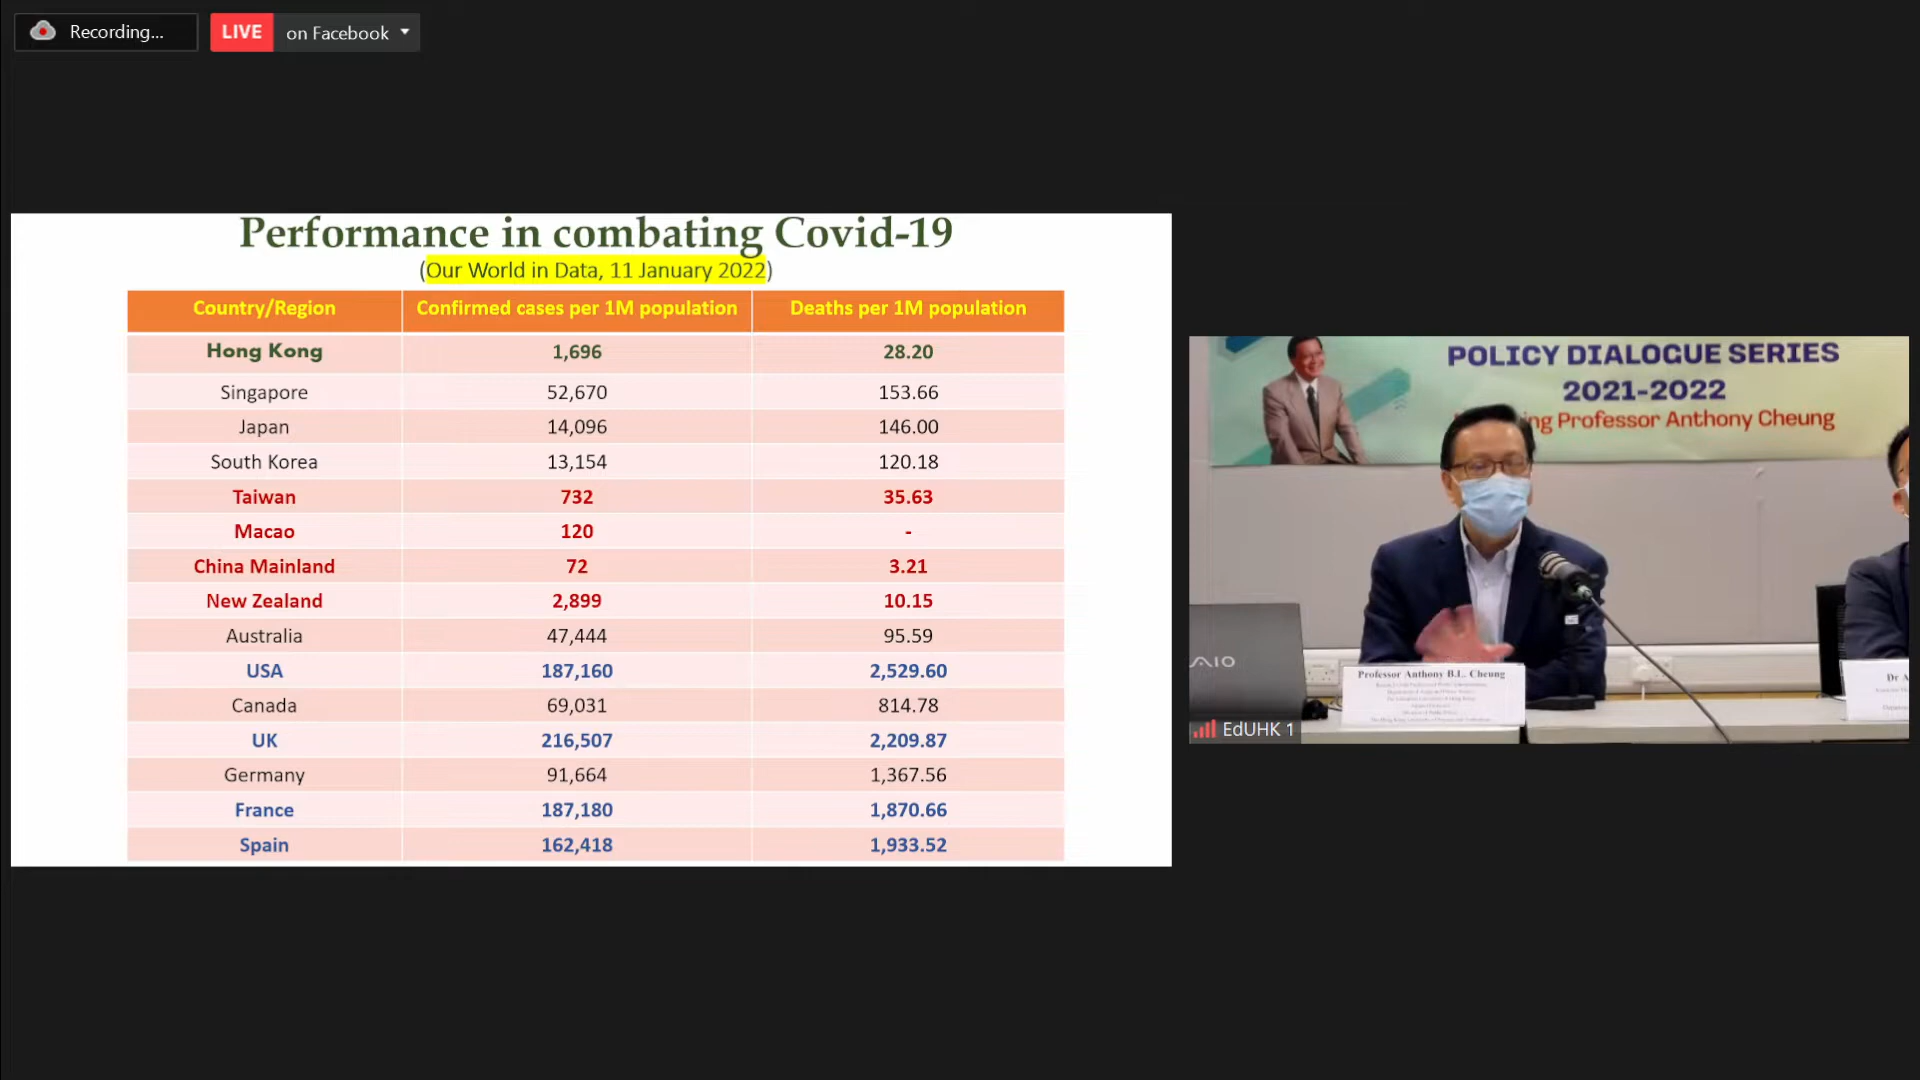 Recording...
LIVE on Facebook
Performance in combating Covid-19
(Our World in Data, 11 January 2022)
Country/Region Confirmed cases per 1M population Deaths per 1M population
Hong Kong 1,696 28.20
Singapore 52,670 153.66
Japan 14,096 146.00
South Korea 13,154 120.18
Taiwan 732 35.63
Macao 120 -
China Mainland 72 3.21
New Zealand 2,899 10.15
Australia 47,444 95.59
USA 187,160 2,529.60
Canada 69,031 814.78
UK 216,507 2,209.87
Germany 91,664 1,367.56
France 187,180 1,870.66
Spain 162,418 1,933.52
POLICY DIALOGUE SERIES
2021-2022
ng Professor Anthony Cheung
AIO
Professor Anthony B.L. Cheung
Dr A
EdUHK 1